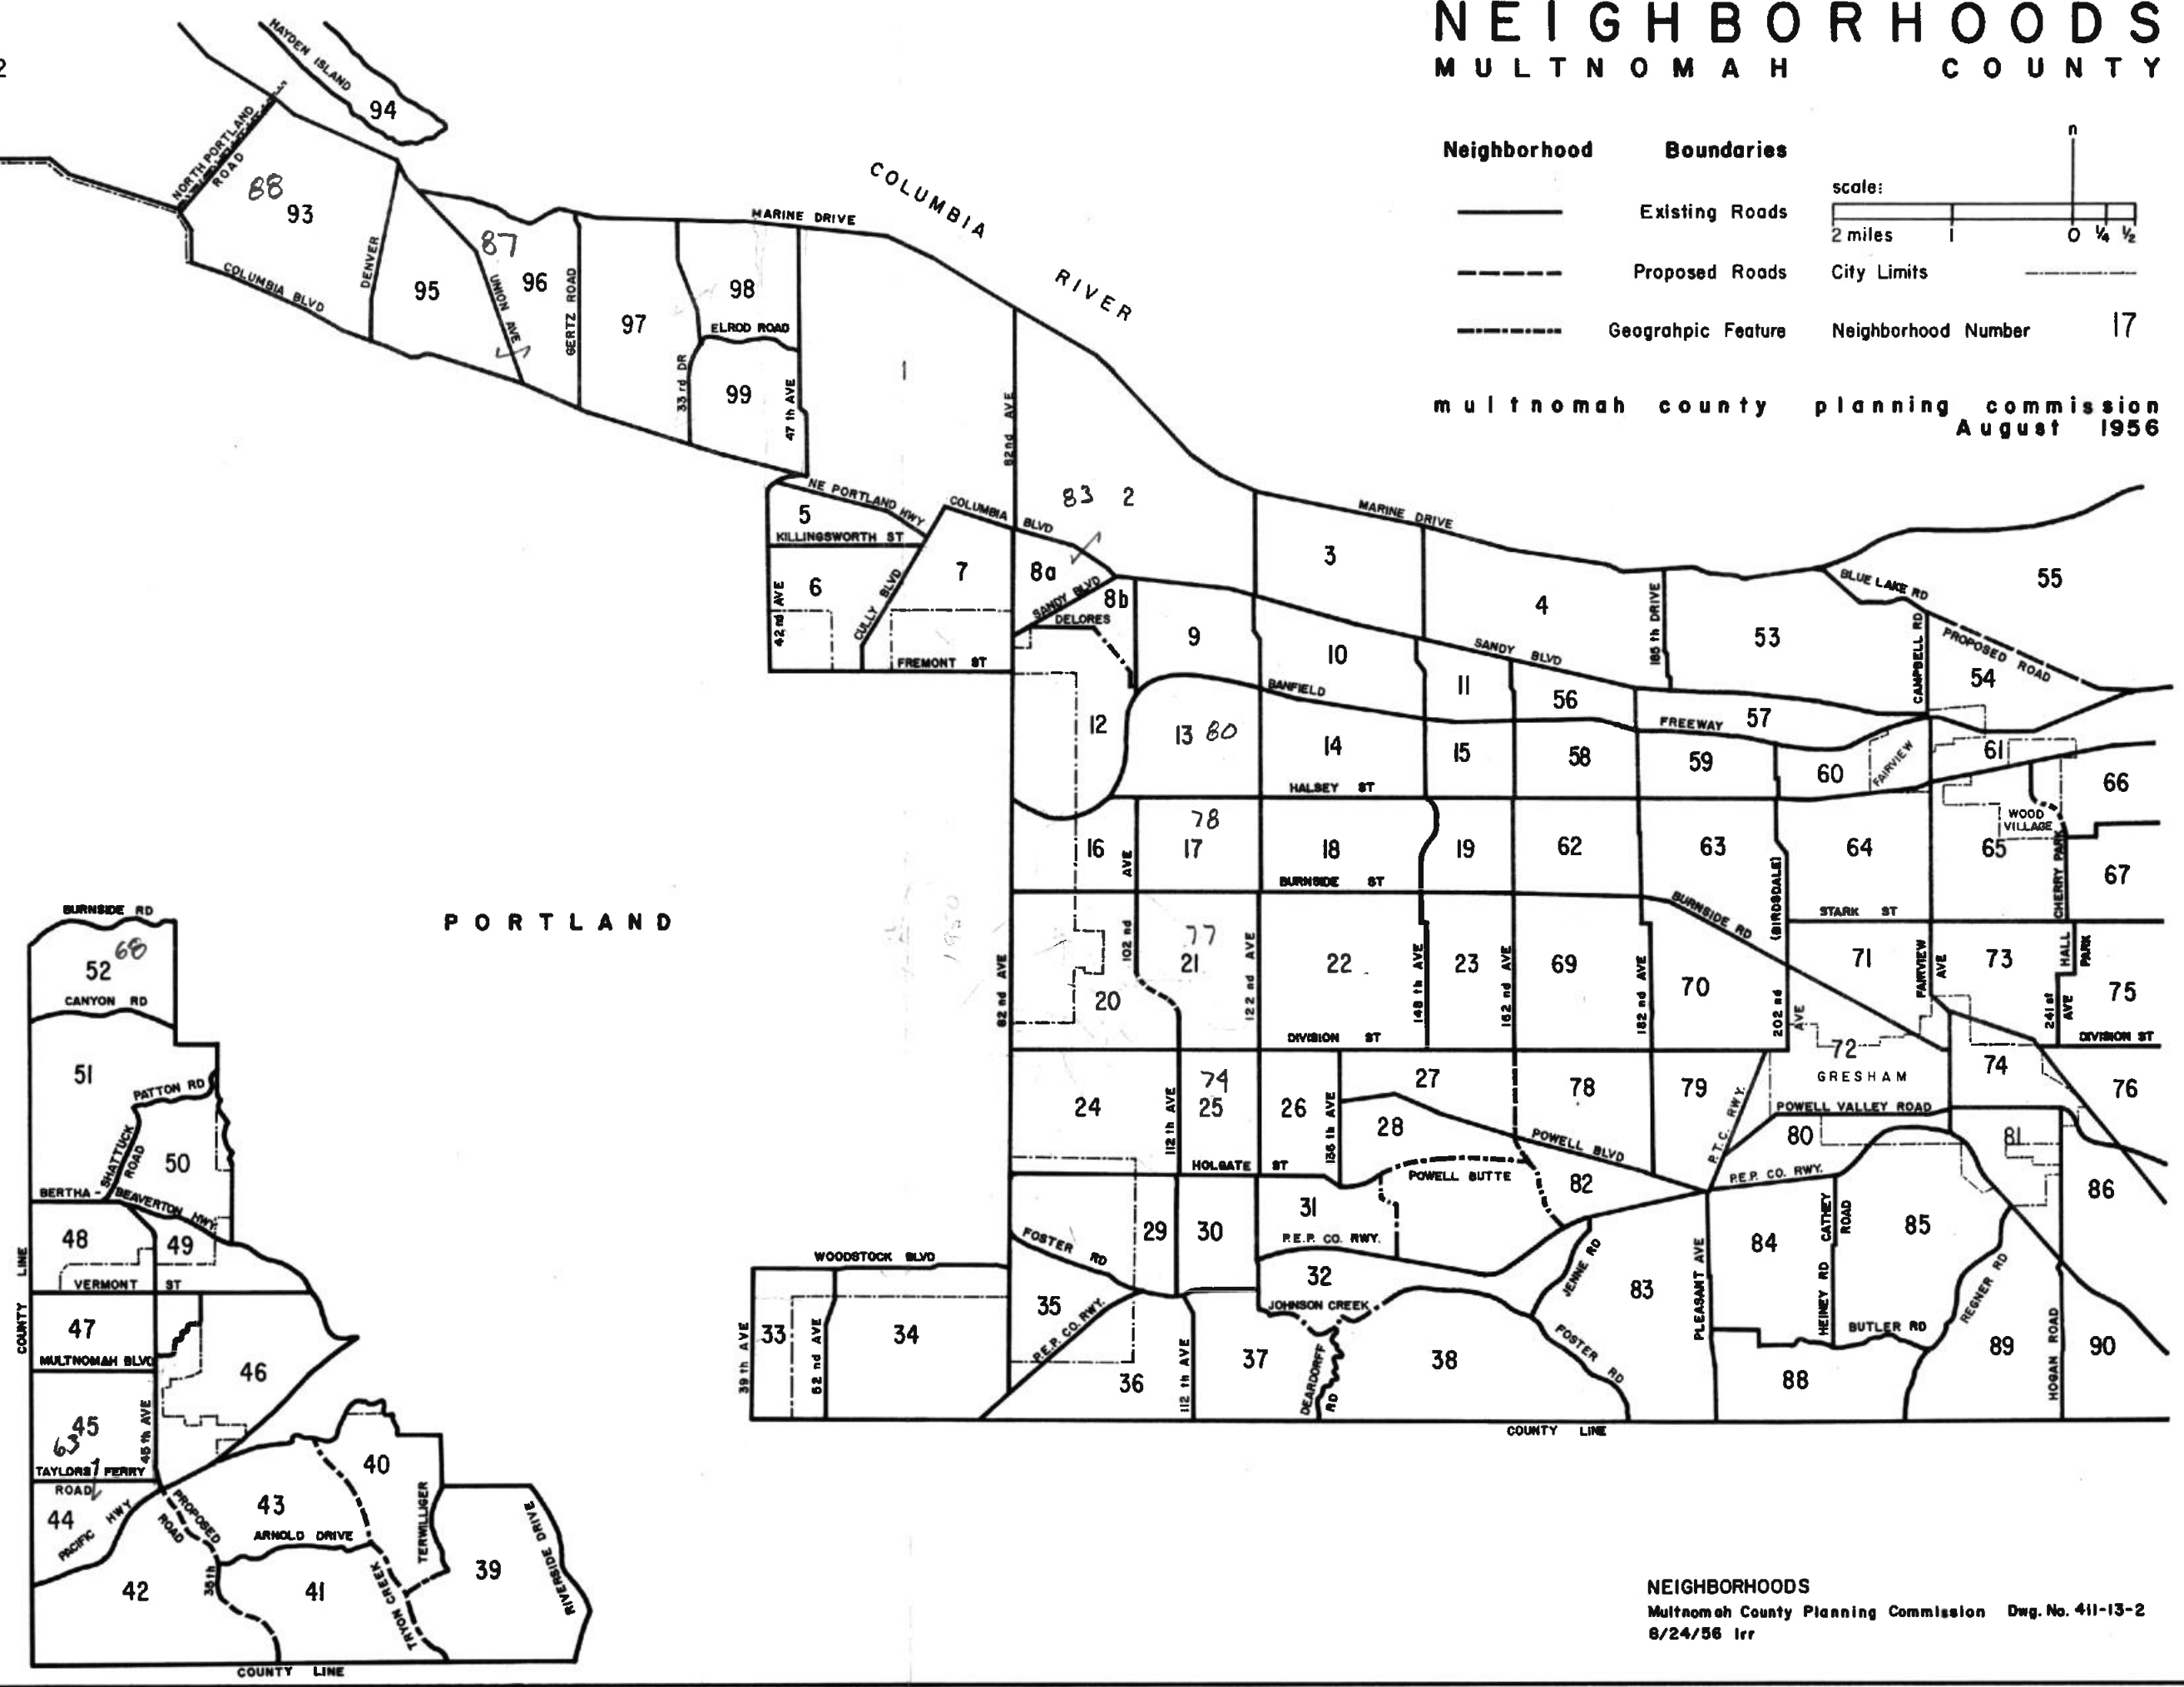 NEIGHBORHOODS
MULTNOMAH COUNTY
Neighborhood Boundaries
Existing Roads
Proposed Roads
Geograhpic Feature
n
scale:
2 miles 1 0 1/4 1/2
City Limits
Neighborhood Number 17
multnomah county planning commission
August 1956
2
HAYDEN ISLAND
94
NORTH PORTLAND ROAD
88
93
COLUMBIA BLVD
DENVER
95
87
96
UNION AVE
GERTZ ROAD
97
33 rd DR
98
ELROD ROAD
99
47 th AVE
MARINE DRIVE
COLUMBIA RIVER
1
82nd AVE
83 2
NE PORTLAND HWY
COLUMBIA BLVD
5
KILLINGSWORTH ST
6
42nd AVE
CULLY BLVD
7
FREMONT ST
8a
SANDY BLVD
8b
DELORES
MARINE DRIVE
3
4
185 th DRIVE
53
BLUE LAKE RD
55
CAMPBELL RD
PROPOSED ROAD
54
9
10
SANDY BLVD
11
56
57
BANFIELD FREEWAY
12
13 80
14
15
58
59
60
FAIRVIEW
61
66
HALSEY ST
WOOD VILLAGE
16
AVE
78
17
18
19
62
63
64
65
CHERRY PARK
67
BURNSIDE ST
BURNSIDE RD
(BIRDSDALE)
STARK ST
PORTLAND
1950
82 nd AVE
20
102 nd
77
21
122 nd AVE
22
148 th AVE
23
162 nd AVE
69
182 nd AVE
70
202 nd AVE
71
FAIRVIEW AVE
73
HALL
PARK
241 st AVE
75
DIVISION ST
DIVISION ST
72
GRESHAM
74
76
24
112 th AVE
74
25
26
136 th AVE
27
28
78
79
P.T.C. RWY.
POWELL VALLEY ROAD
POWELL BLVD
80
81
HOLGATE ST
POWELL BUTTE
82
P.E.P. CO. RWY.
86
29
30
31
P.E.P. CO. RWY.
FOSTER RD
WOODSTOCK BLVD
32
JOHNSON CREEK
JENNE RD
83
PLEASANT AVE
84
CATHEY ROAD
HEINEY RD
85
REGNER RD
BUTLER RD
39 th AVE
33
52 nd AVE
34
35
P.E.P. CO. RWY.
36
112 th AVE
37
DEARDORFF RD
38
FOSTER RD
88
89
HOGAN ROAD
90
COUNTY LINE
BURNSIDE RD
68
52
CANYON RD
51
PATTON RD
SHATTUCK ROAD
50
BERTHA - BEAVERTON HWY.
48
49
VERMONT ST
COUNTY LINE
47
MULTNOMAH BLVD
46
45
63
45 th AVE
TAYLORS FERRY ROAD
44
PACIFIC HWY
PROPOSED ROAD
43
40
ARNOLD DRIVE
TERWILLIGER
39
RIVERSIDE DRIVE
42
35th
41
TRYON CREEK
COUNTY LINE
NEIGHBORHOODS
Multnomah County Planning Commission Dwg. No. 411-13-2
8/24/56 lrr